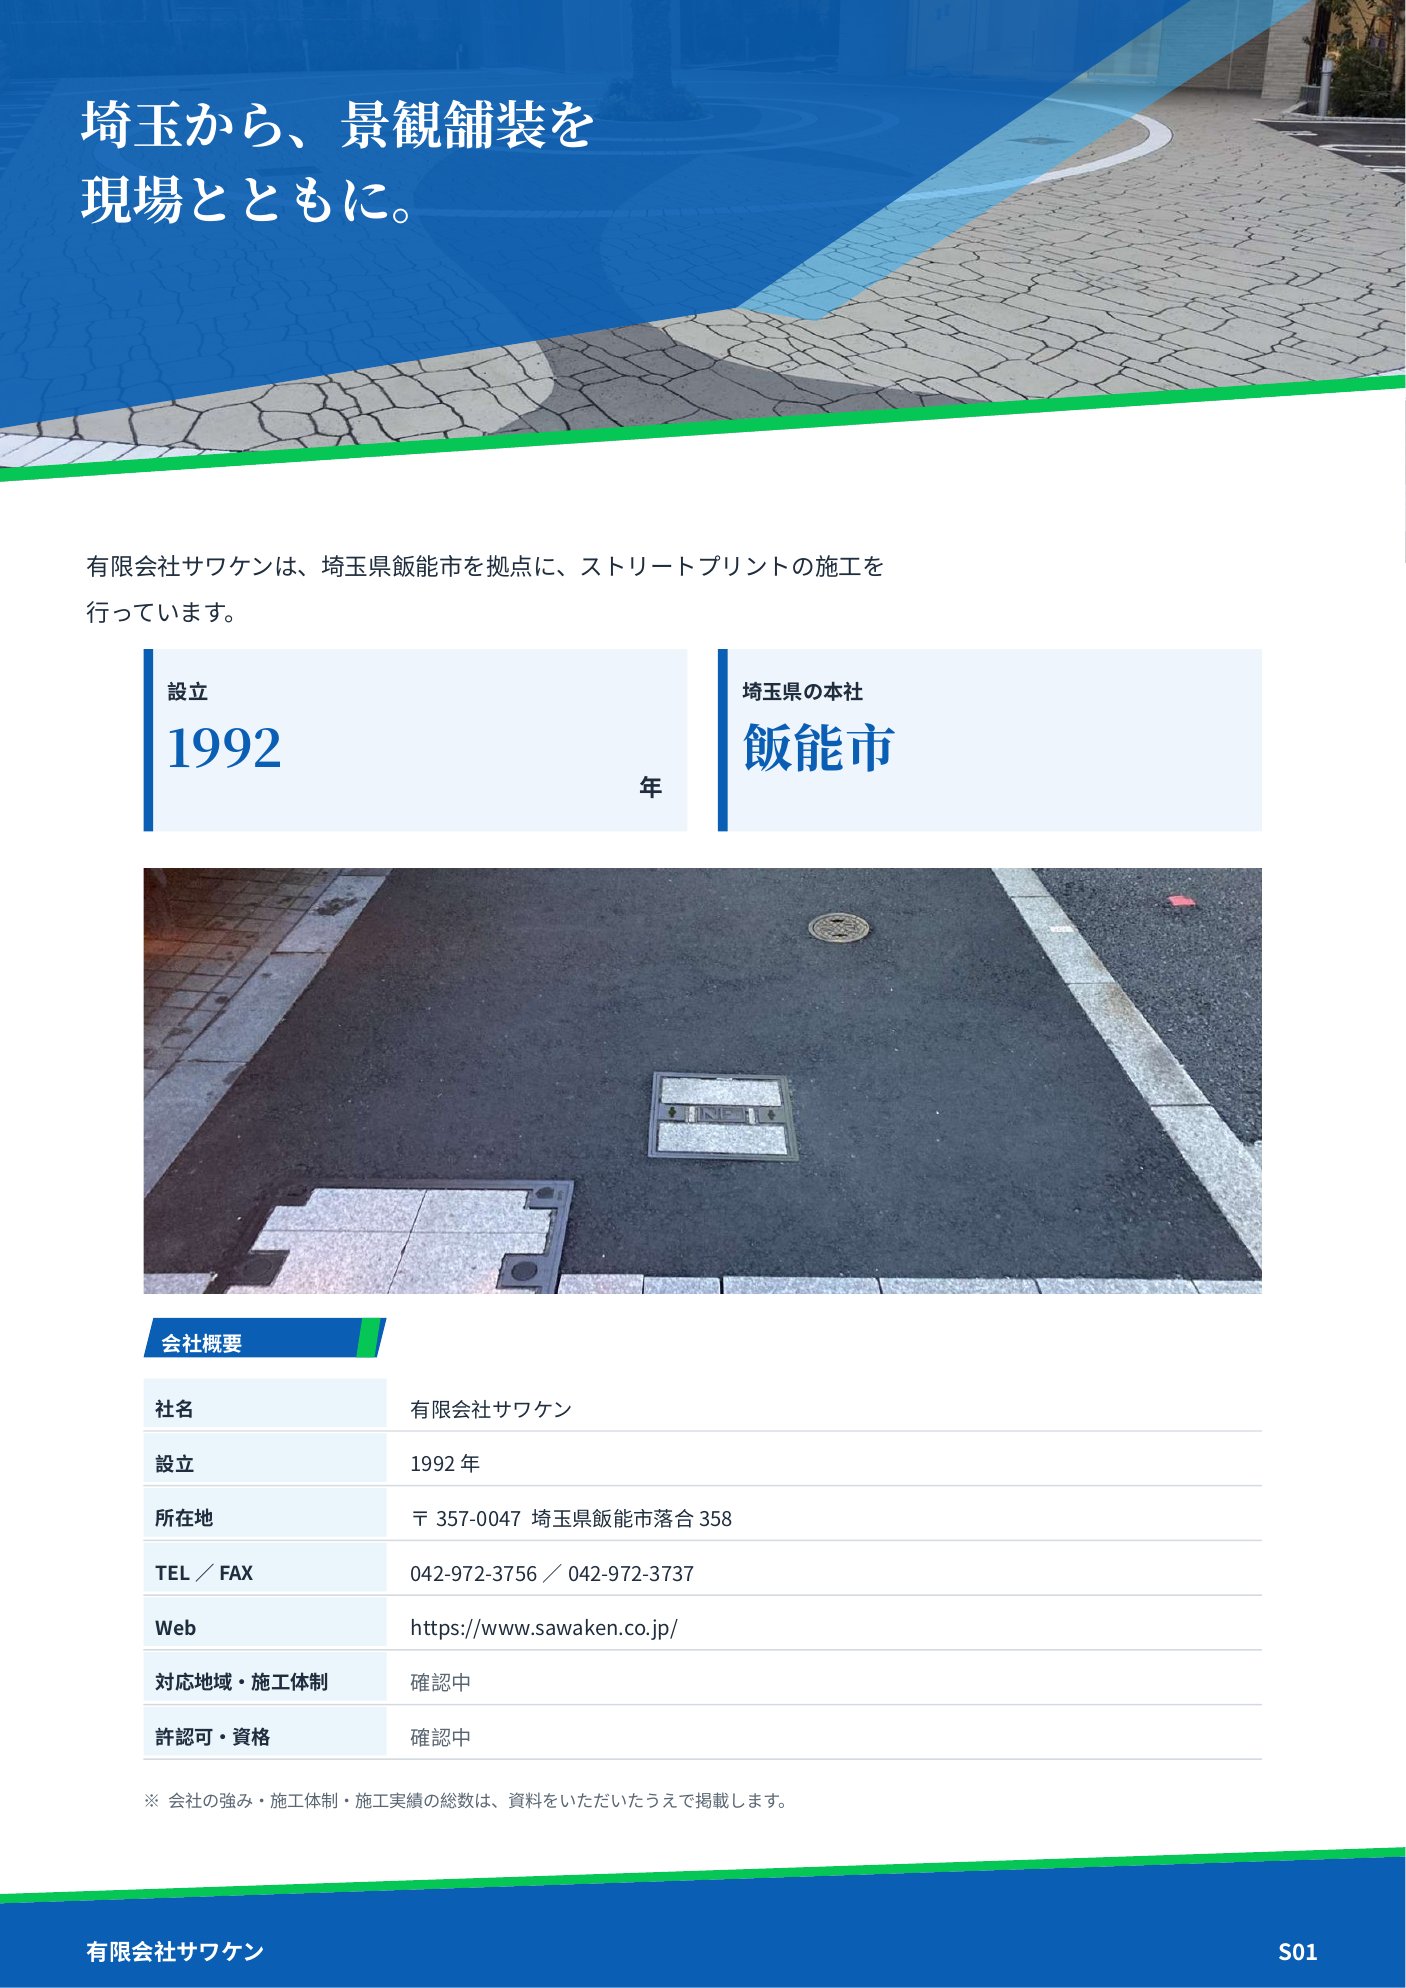 埼玉から、景観舗装を
現場とともに。
有限会社サワケンは、埼玉県飯能市を拠点に、ストリートプリントの施工を
行っています。
設立
1992
年
埼玉県の本社
飯能市
会社概要
社名
有限会社サワケン
設立
1992 年
所在地
〒 357-0047 埼玉県飯能市落合 358
TEL ／ FAX
042-972-3756 ／ 042-972-3737
Web
https://www.sawaken.co.jp/
対応地域・施工体制
確認中
許認可・資格
確認中
※ 会社の強み・施工体制・施工実績の総数は、資料をいただいたうえで掲載します。
有限会社サワケン
S01